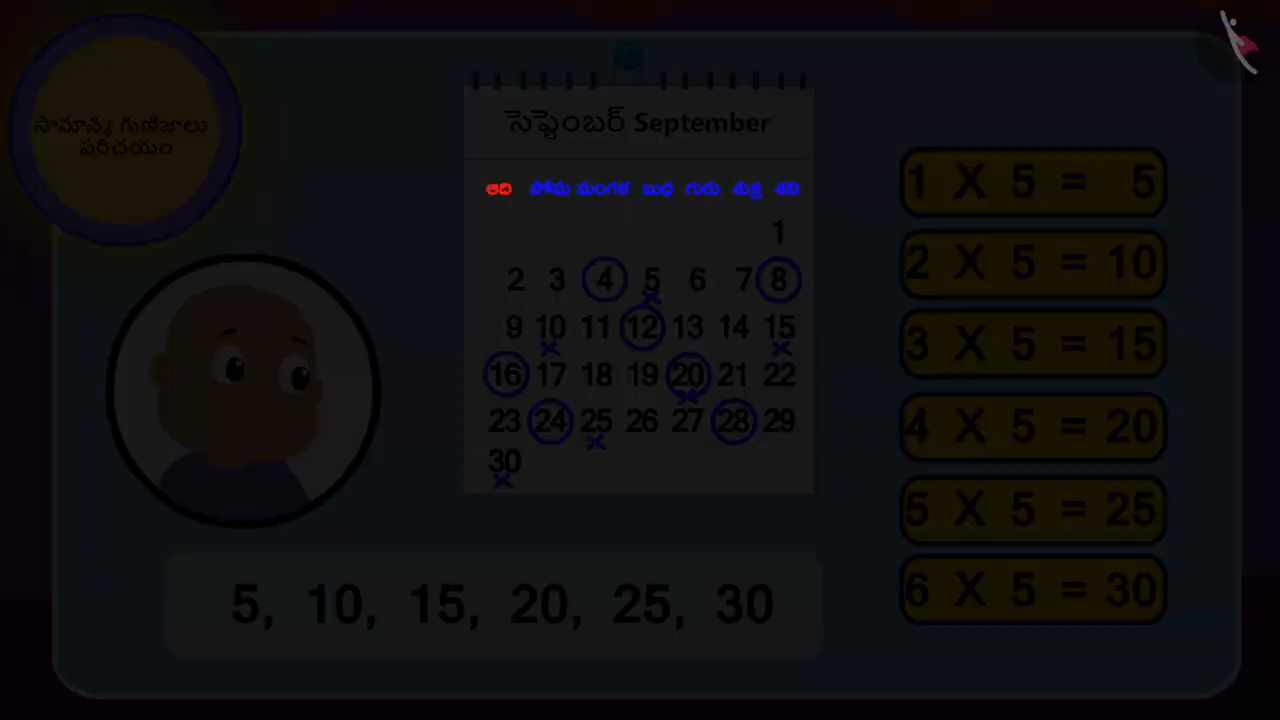 సామాన్య గుణిజాలు
పరిచయం
సెప్టెంబర్ September
ఆది సోమ మంగళ బుధ గురు శుక్ర శని
1
2 3 4 5 6 7 8
9 10 11 12 13 14 15
16 17 18 19 20 21 22
23 24 25 26 27 28 29
30
1 X 5 = 5
2 X 5 = 10
3 X 5 = 15
4 X 5 = 20
5 X 5 = 25
6 X 5 = 30
5, 10, 15, 20, 25, 30